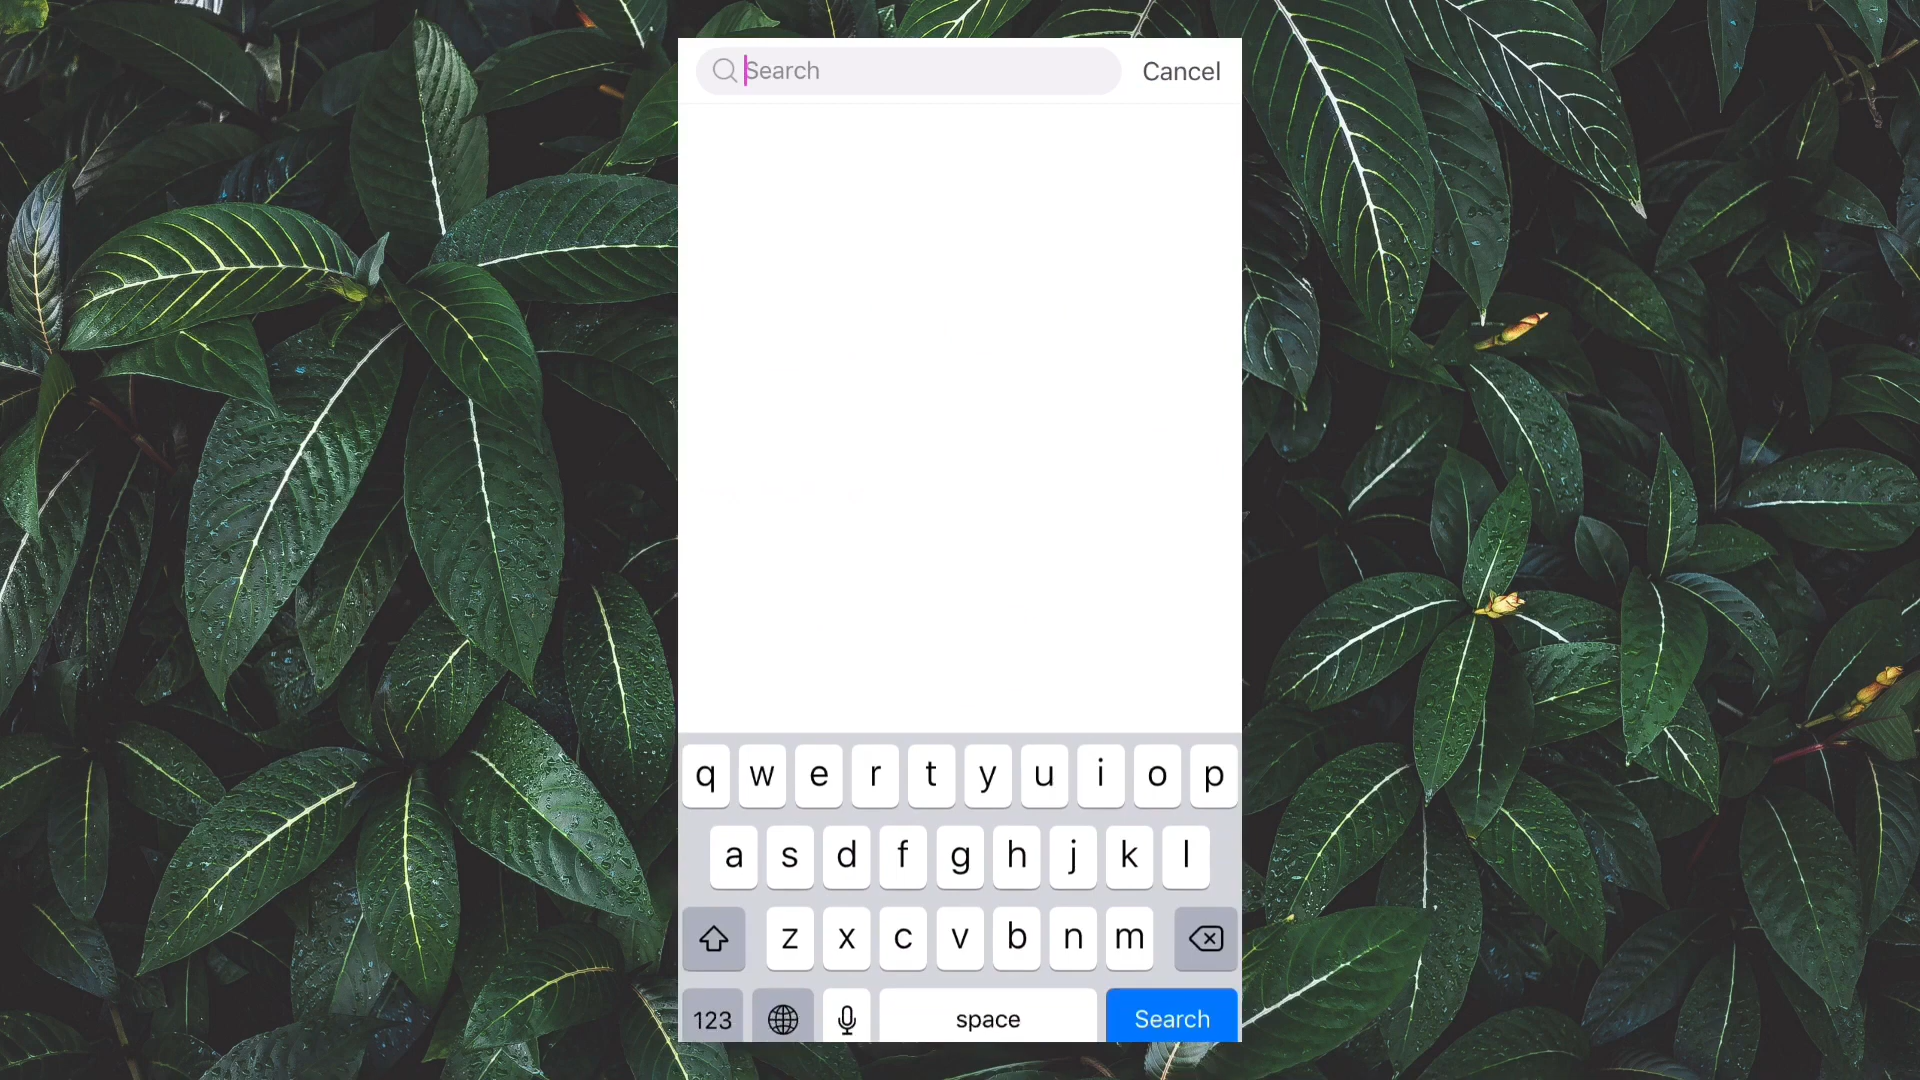 Search Cancel
q w e r t y u i o p
a s d f g h j k l
z x c v b n m
123 space Search